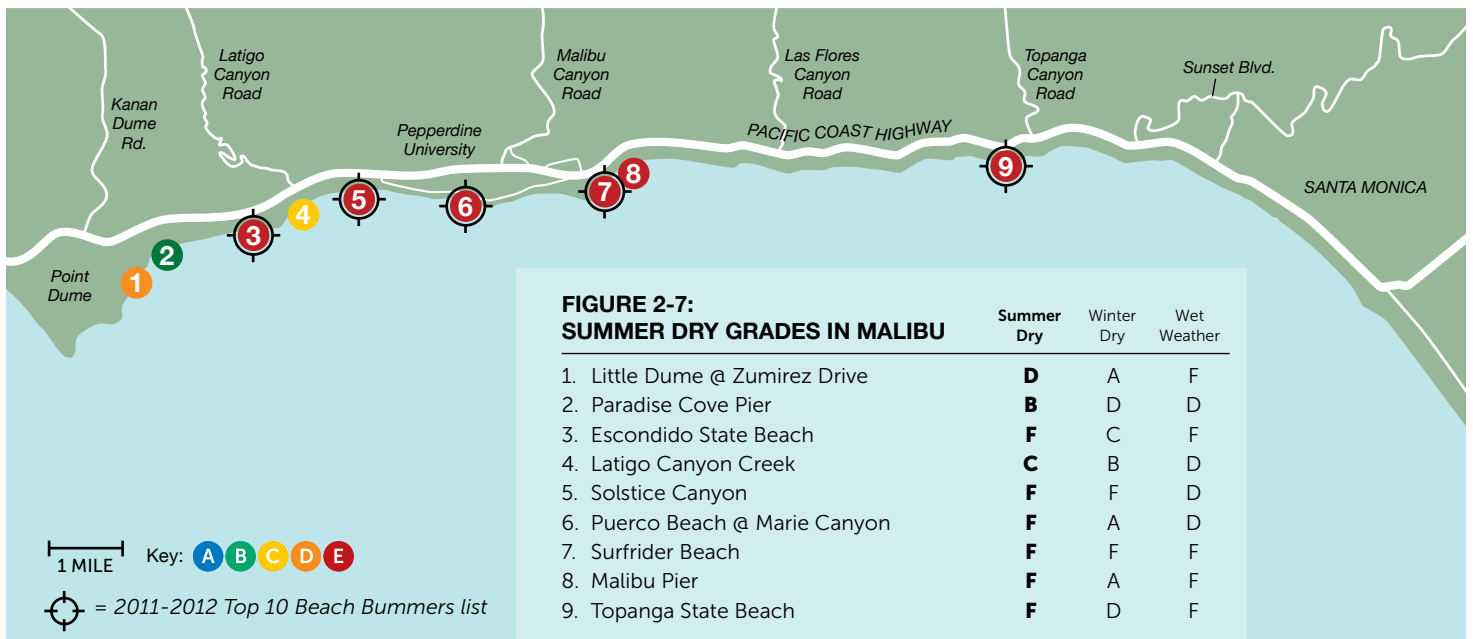 Kanan
Dume
Rd.
Latigo
Canyon
Road
Pepperdine
University
Malibu
Canyon
Road
Las Flores
Canyon
Road
Topanga
Canyon
Road
Sunset Blvd.
PACIFIC COAST HIGHWAY
SANTA MONICA
Point
Dume
1
2
3
4
5
6
7
8
9
FIGURE 2-7:
SUMMER DRY GRADES IN MALIBU
Summer Dry
Winter Dry
Wet Weather
1. Little Dume @ Zumirez Drive D A F
2. Paradise Cove Pier B D D
3. Escondido State Beach F C F
4. Latigo Canyon Creek C B D
5. Solstice Canyon F F D
6. Puerco Beach @ Marie Canyon F A D
7. Surfrider Beach F F F
8. Malibu Pier F A F
9. Topanga State Beach F D F
1 MILE
Key: A B C D E
= 2011-2012 Top 10 Beach Bummers list